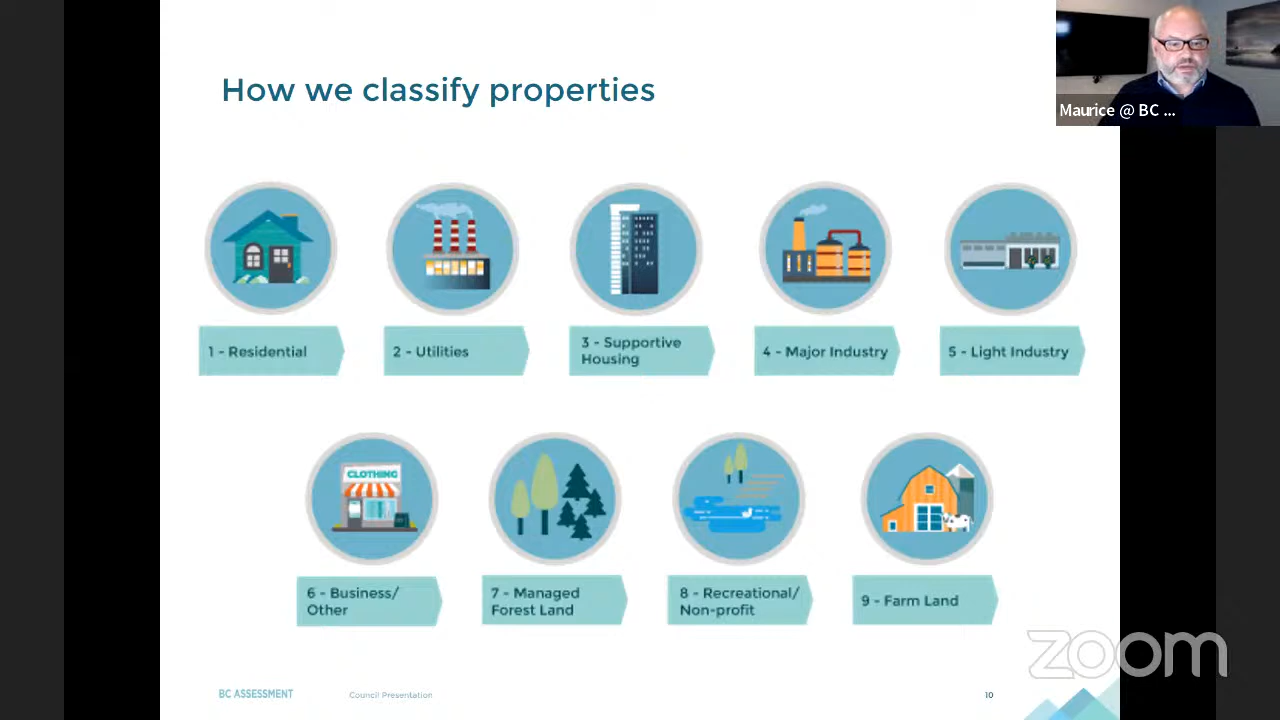 How we classify properties
Maurice @ BC ...
1 - Residential
2 - Utilities
3 - Supportive
Housing
4 - Major Industry
5 - Light Industry
CLOTHING
6 - Business/
Other
7 - Managed
Forest Land
8 - Recreational/
Non-profit
9 - Farm Land
zoom
BC ASSESSMENT
Council Presentation
10